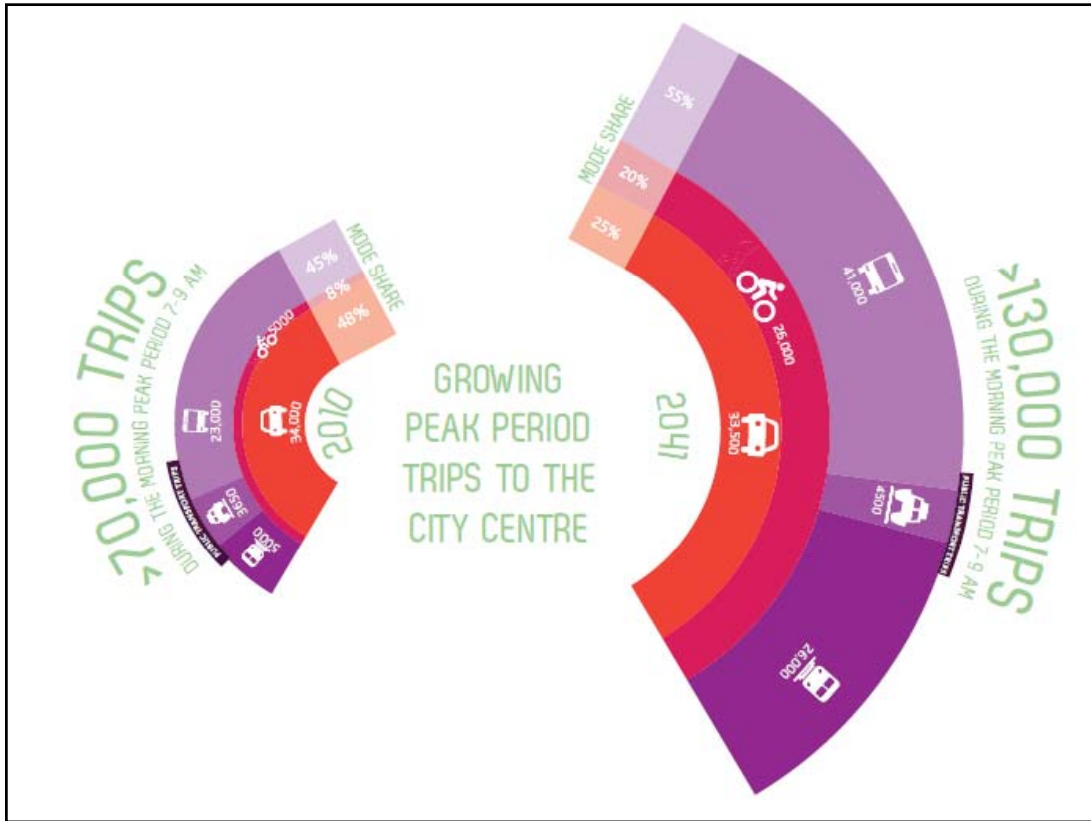 >70,000 TRIPS
DURING THE MORNING PEAK PERIOD 7-9 AM
MODE SHARE
45%
8%
48%
5000
23,000
34,000
3650
5000
PUBLIC TRANSPORT TRIPS
2010
GROWING
PEAK PERIOD
TRIPS TO THE
CITY CENTRE
2041
MODE SHARE
55%
20%
25%
41,000
26,000
33,500
4500
26,000
PUBLIC TRANSPORT TRIPS
>130,000 TRIPS
DURING THE MORNING PEAK PERIOD 7-9 AM